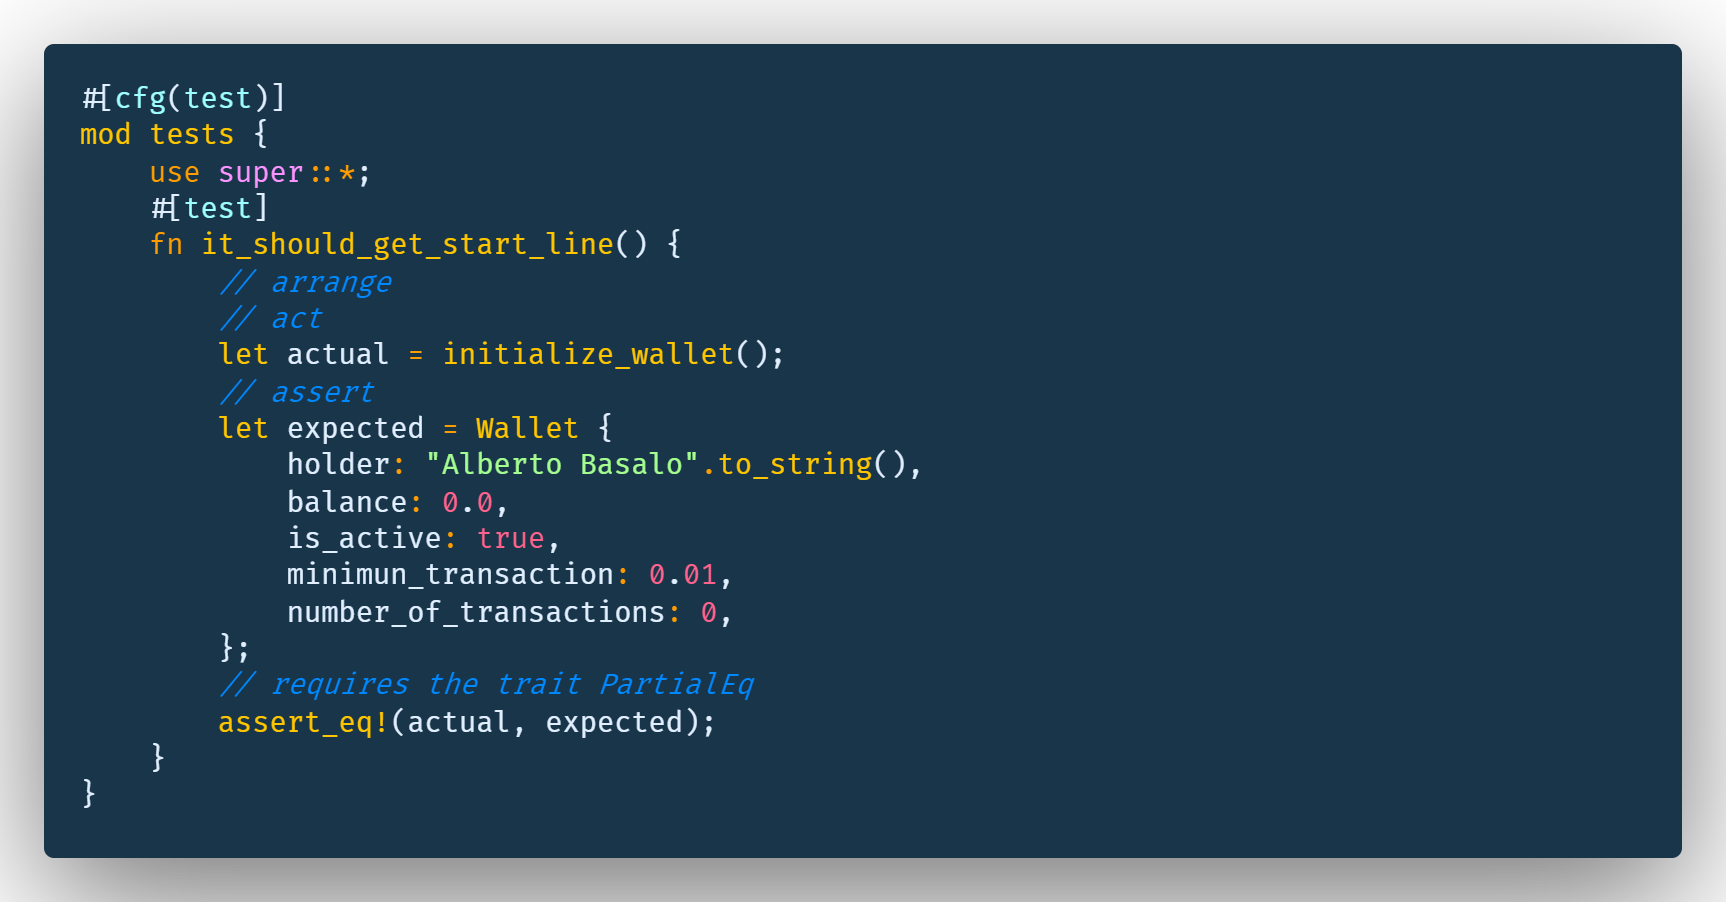 #[cfg(test)]
mod tests {
    use super::*;
    #[test]
    fn it_should_get_start_line() {
        // arrange
        // act
        let actual = initialize_wallet();
        // assert
        let expected = Wallet {
            holder: "Alberto Basalo".to_string(),
            balance: 0.0,
            is_active: true,
            minimun_transaction: 0.01,
            number_of_transactions: 0,
        };
        // requires the trait PartialEq
        assert_eq!(actual, expected);
    }
}